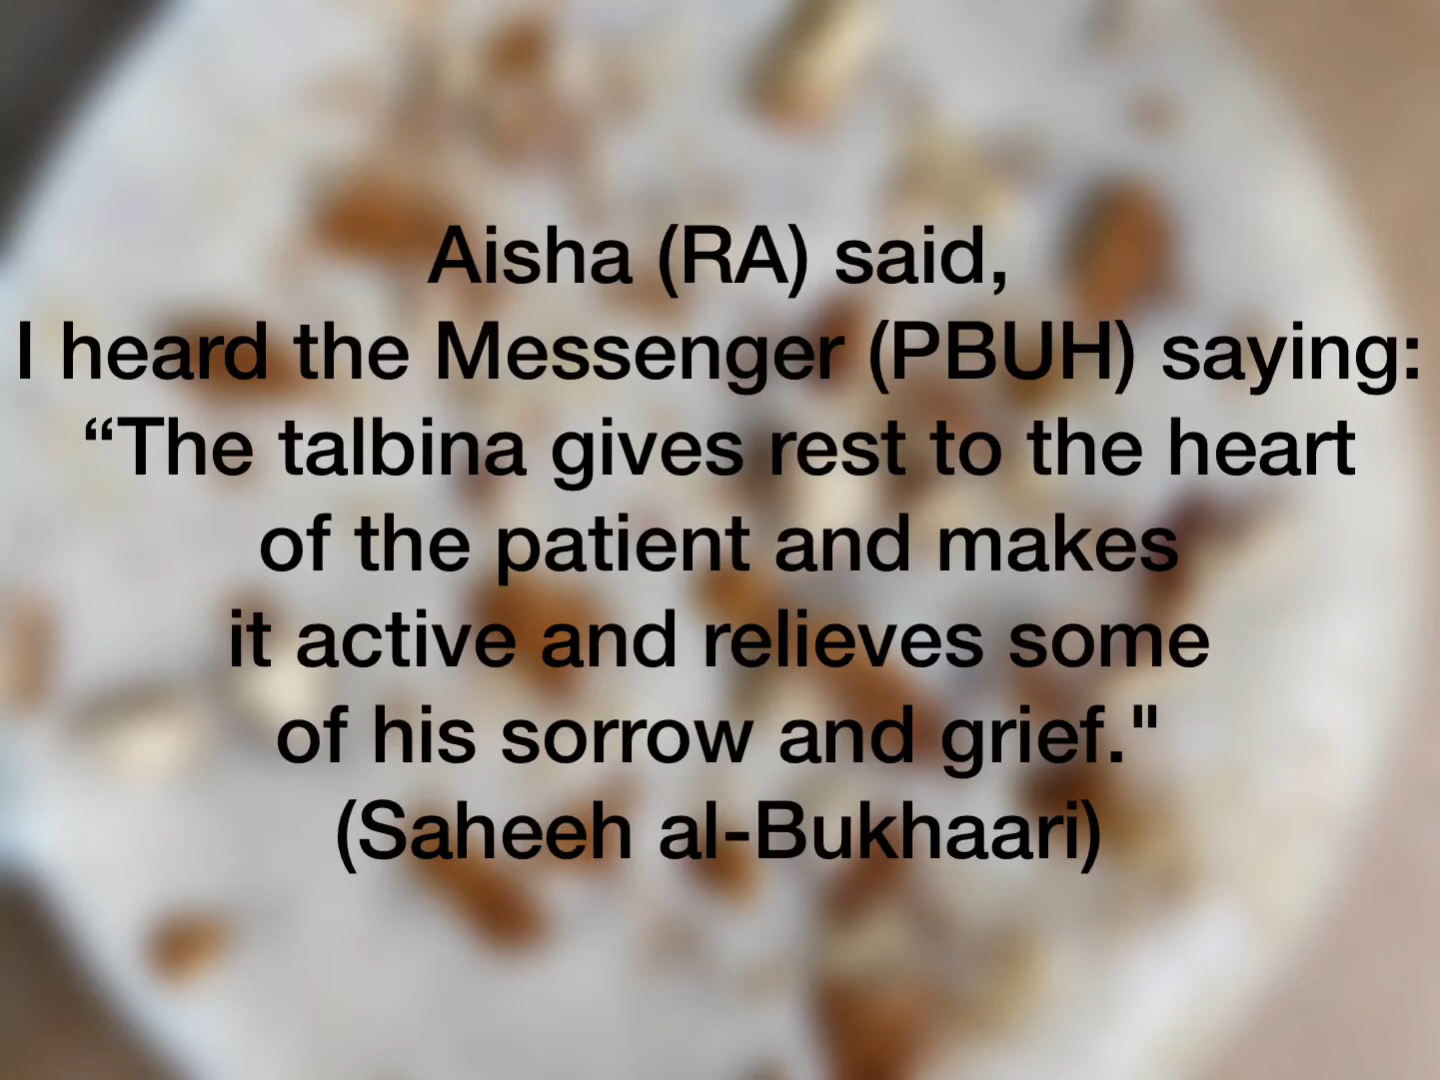 Aisha (RA) said,
I heard the Messenger (PBUH) saying:
“The talbina gives rest to the heart
of the patient and makes
it active and relieves some
of his sorrow and grief."
(Saheeh al-Bukhaari)